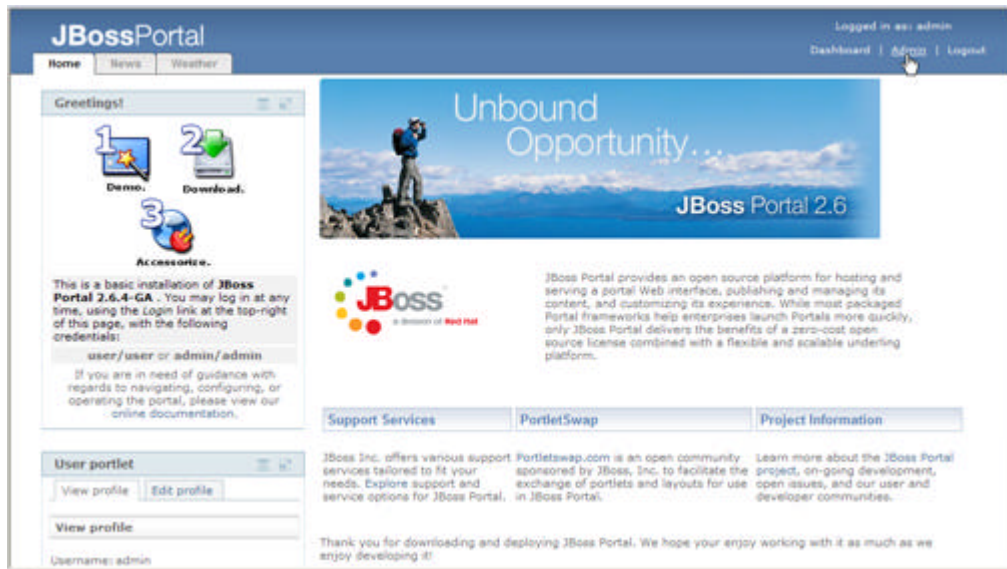 JBossPortal
Logged in as: admin
Dashboard | Admin | Logout
Home News Weather
Greetings!
1 2
Demo. Download.
3
Accessorize.
This is a basic installation of JBoss
Portal 2.6.4-GA . You may log in at any
time, using the Login link at the top-right
of this page, with the following
credentials:
user/user or admin/admin
If you are in need of guidance with
regards to navigating, configuring, or
operating the portal, please view our
online documentation.
User portlet
View profile Edit profile
View profile
Username: admin
Unbound
Opportunity...
JBoss Portal 2.6
JBoss
a division of Red Hat
JBoss Portal provides an open source platform for hosting and
serving a portal Web interface, publishing and managing its
content, and customizing its experience. While most packaged
Portal frameworks help enterprises launch Portals more quickly,
only JBoss Portal delivers the benefits of a zero-cost open
source license combined with a flexible and scalable underling
platform.
Support Services
JBoss Inc. offers various support
services tailored to fit your
needs. Explore support and
service options for JBoss Portal.
PortletSwap
Portletswap.com is an open community
sponsored by JBoss, Inc. to facilitate the
exchange of portlets and layouts for use
in JBoss Portal.
Project Information
Learn more about the JBoss Portal
project, on-going development,
open issues, and our user and
developer communities.
Thank you for downloading and deploying JBoss Portal. We hope your enjoy working with it as much as we
enjoy developing it!